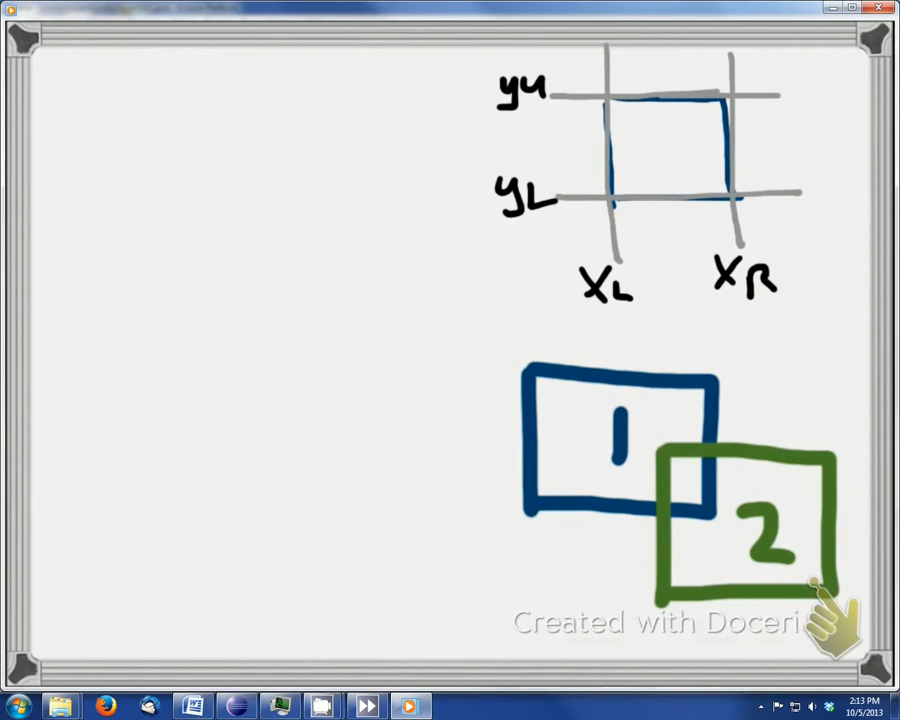 yu
yL
XL XR
1
2
Created with Doceri
2:13 PM
10/5/2013